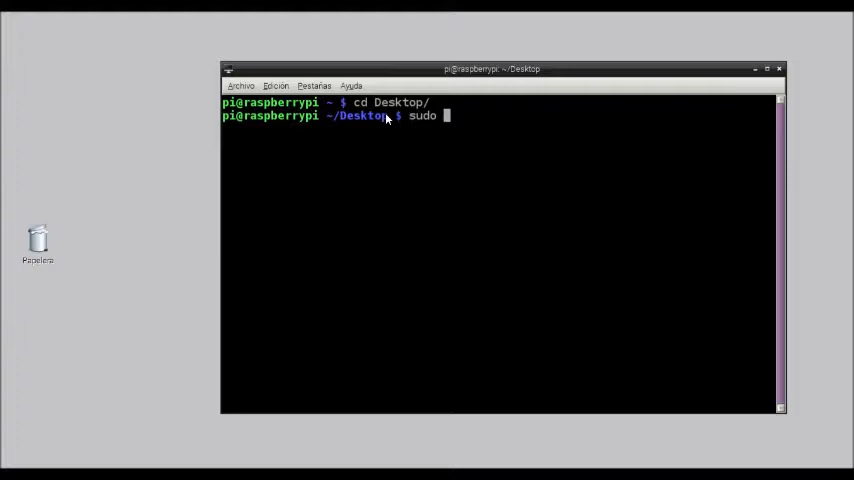 pi@raspberrypi: ~/Desktop
Archivo Edición Pestañas Ayuda
pi@raspberrypi ~ $ cd Desktop/
pi@raspberrypi ~/Desktop $ sudo
Papelera